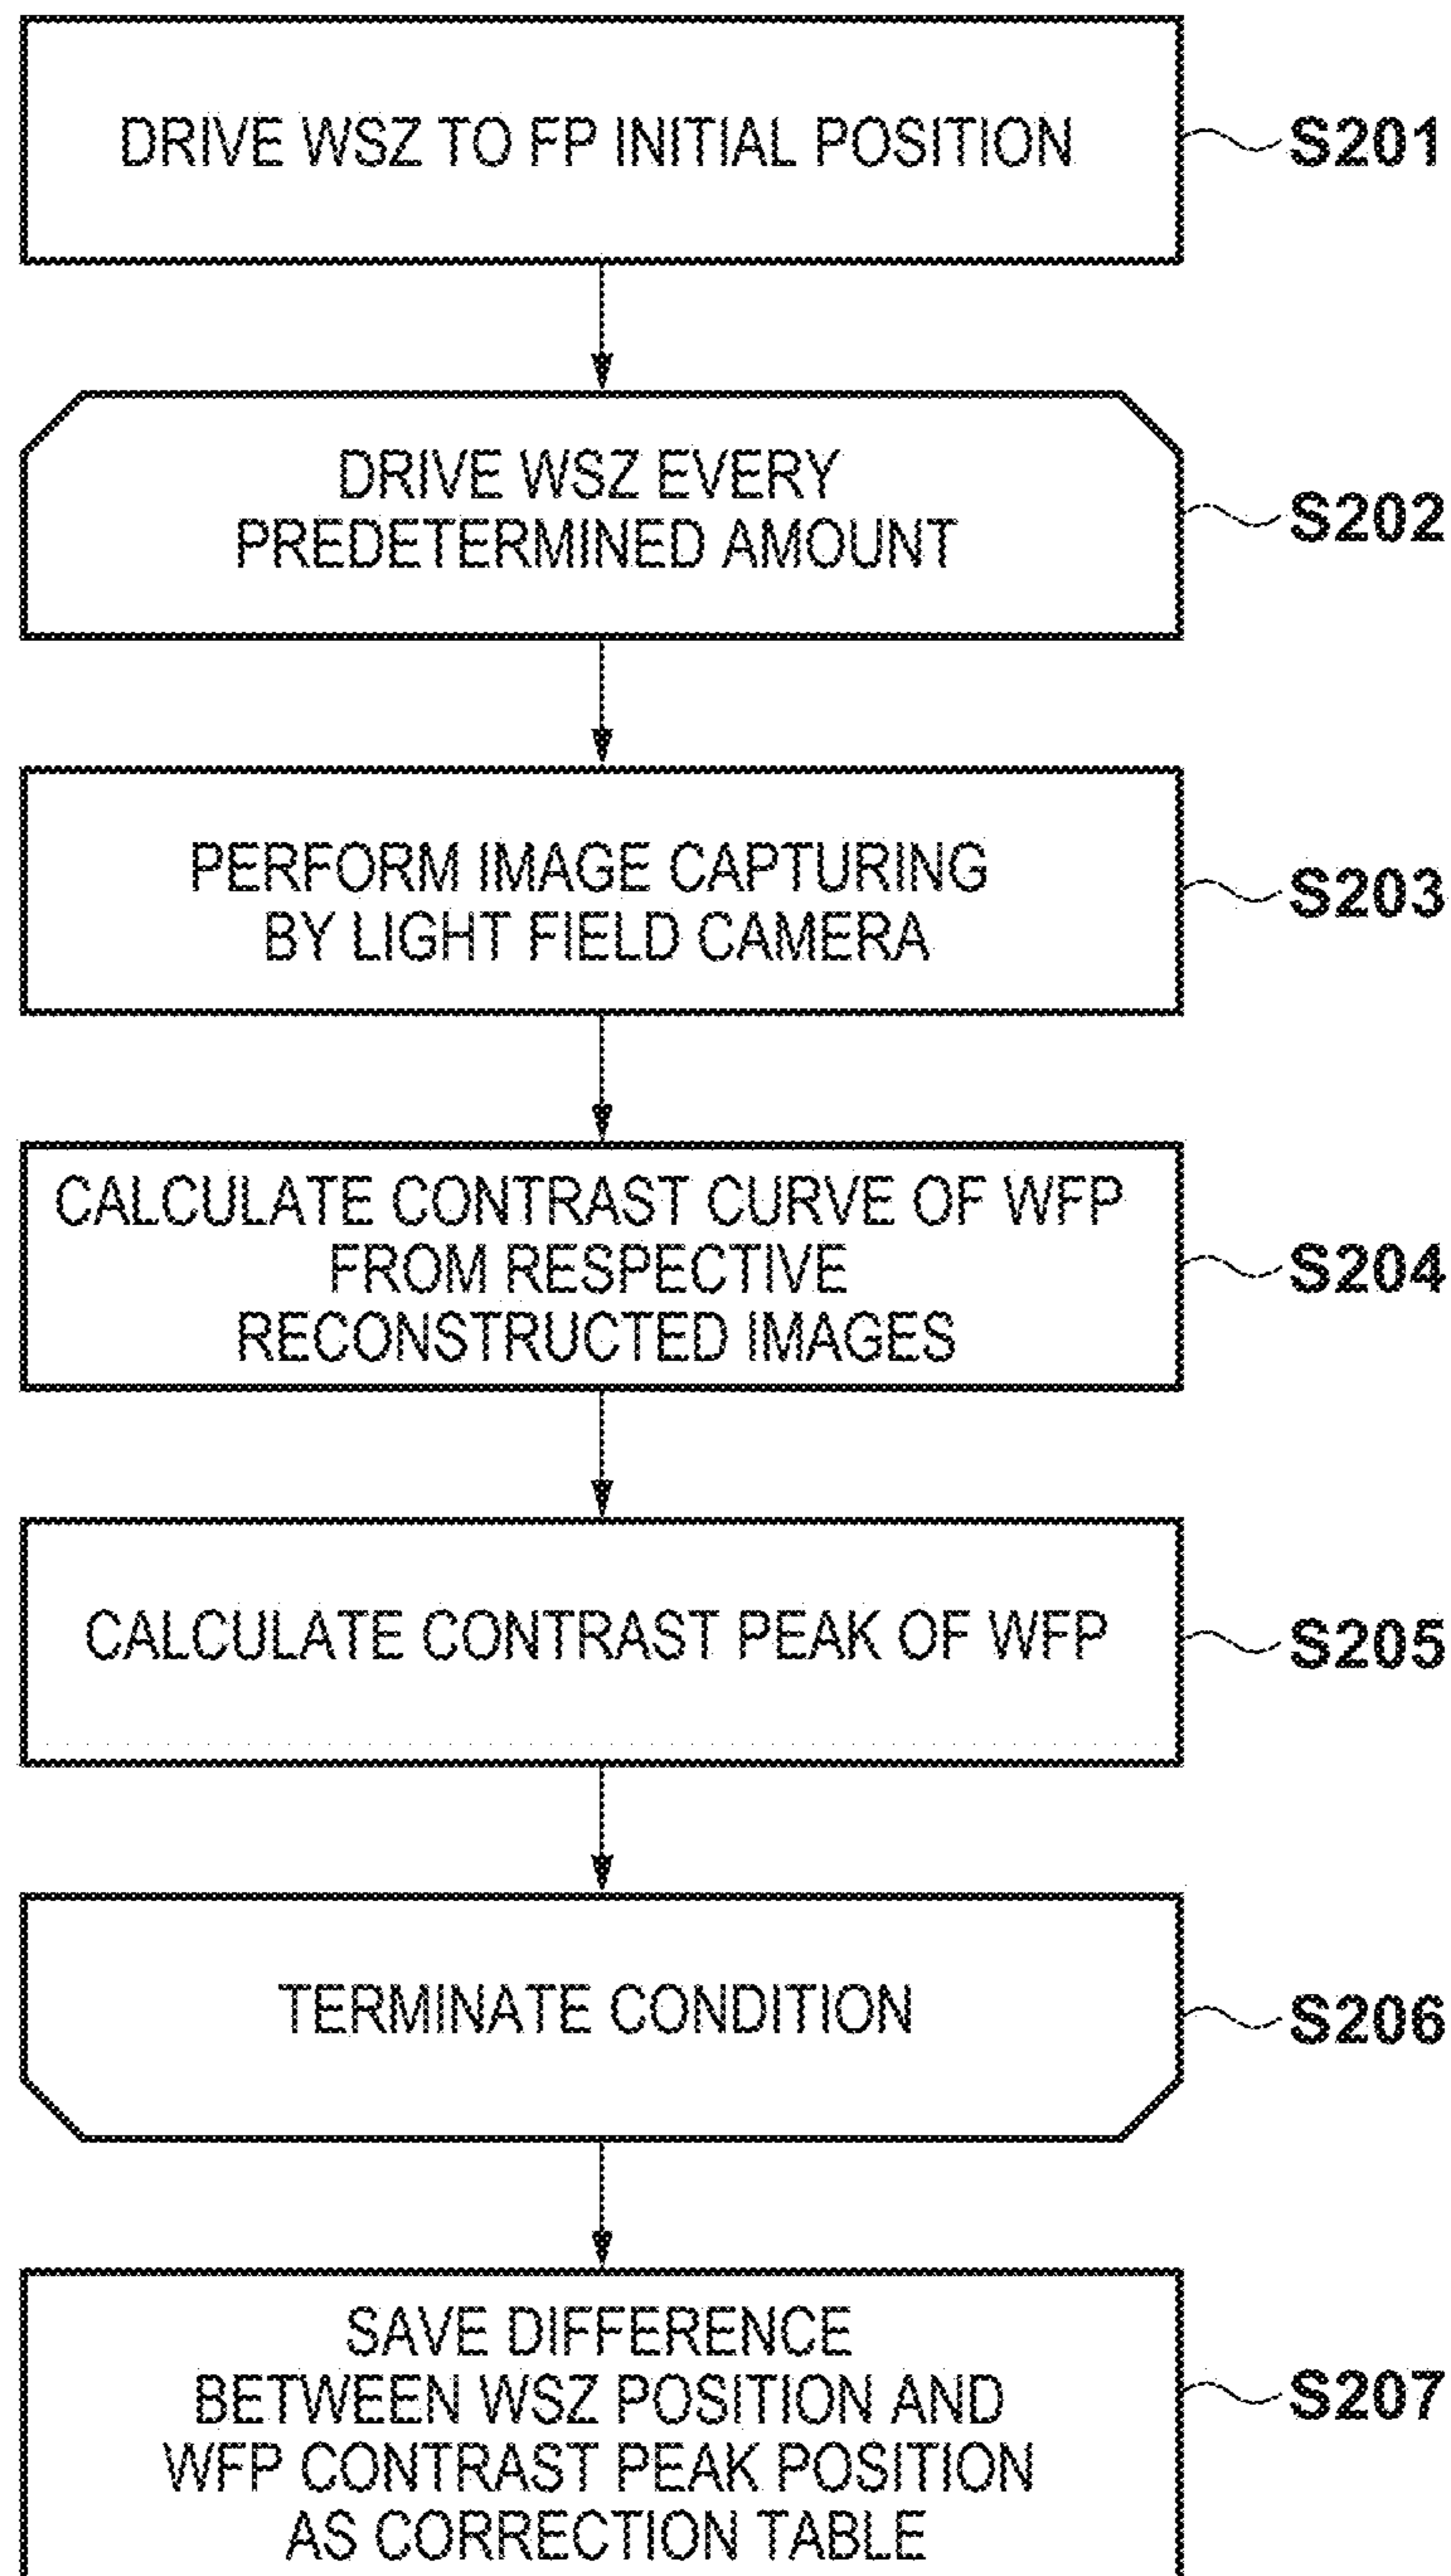 DRIVE WSZ TO FP INITIAL POSITION
S201
DRIVE WSZ EVERY
PREDETERMINED AMOUNT
S202
PERFORM IMAGE CAPTURING
BY LIGHT FIELD CAMERA
S203
CALCULATE CONTRAST CURVE OF WFP
FROM RESPECTIVE
RECONSTRUCTED IMAGES
S204
CALCULATE CONTRAST PEAK OF WFP
S205
TERMINATE CONDITION
S206
SAVE DIFFERENCE
BETWEEN WSZ POSITION AND
WFP CONTRAST PEAK POSITION
AS CORRECTION TABLE
S207